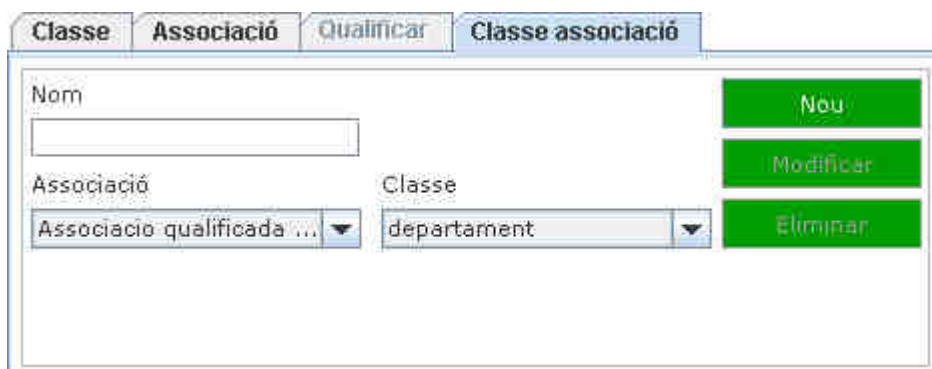 Classe Associació Qualificar Classe associació
Nom
Nou
Modificar
Associació Classe
Associacio qualificada ... departament
Eliminar